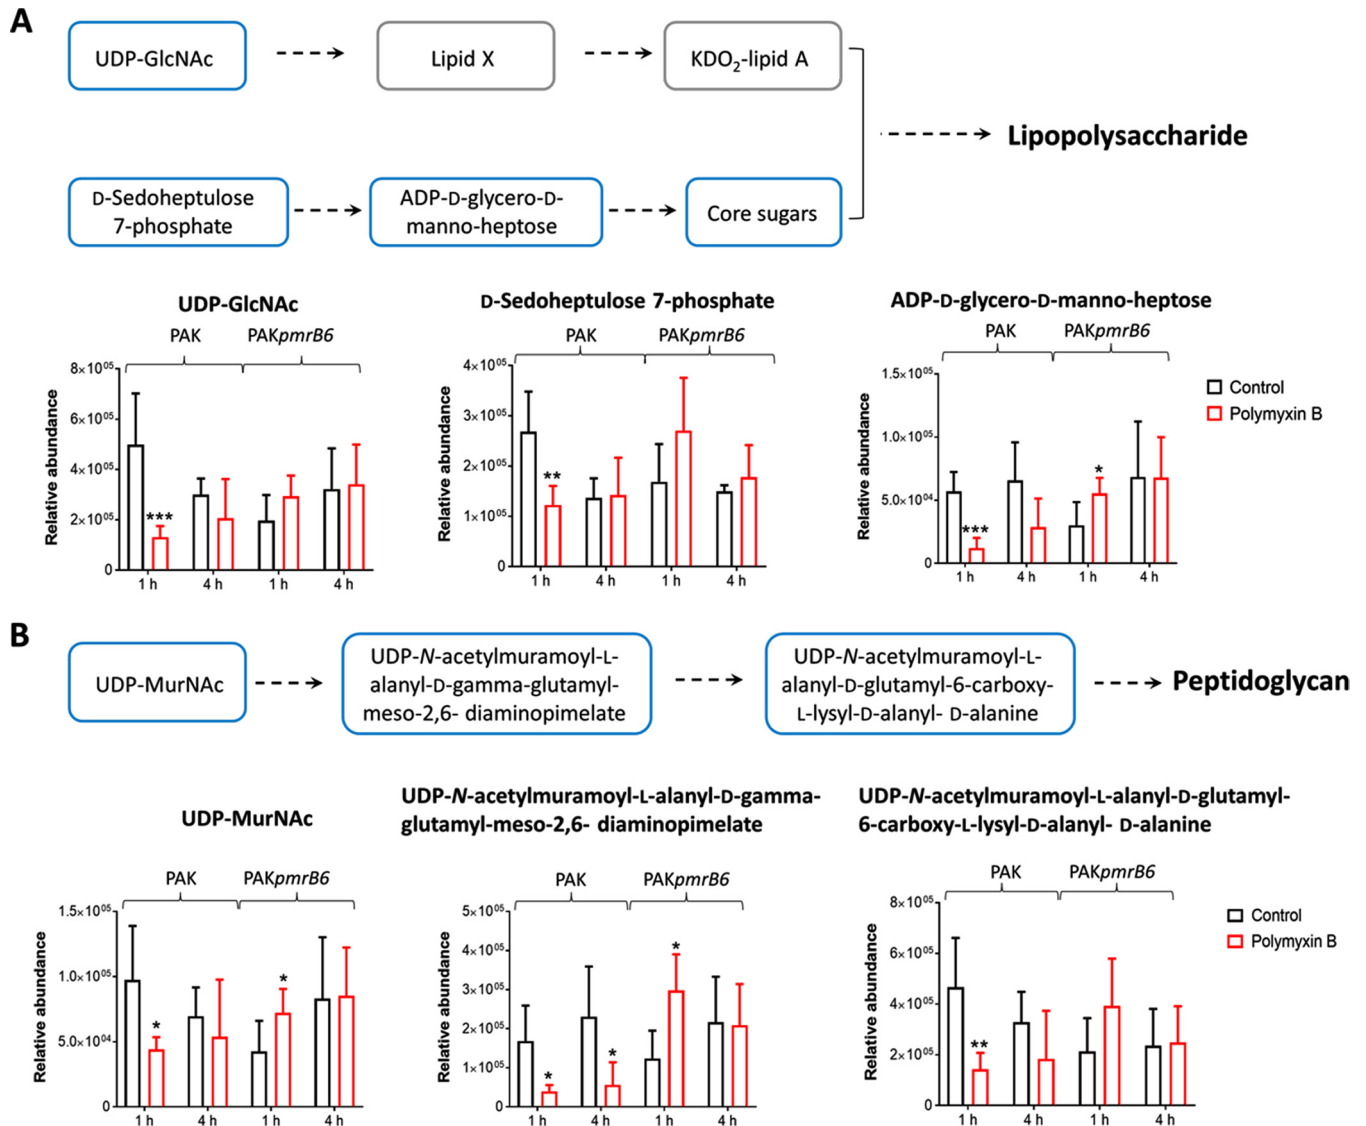 A
UDP-GlcNAc
Lipid X
KDO2-lipid A
Lipopolysaccharide
D-Sedoheptulose
7-phosphate
ADP-D-glycero-D-
manno-heptose
Core sugars
UDP-GlcNAc
PAK PAKpmrB6
Relative abundance
8×10^05
6×10^05
4×10^05
2×10^05
0
***
1 h 4 h 1 h 4 h
D-Sedoheptulose 7-phosphate
PAK PAKpmrB6
Relative abundance
4×10^05
3×10^05
2×10^05
1×10^05
0
**
1 h 4 h 1 h 4 h
ADP-D-glycero-D-manno-heptose
PAK PAKpmrB6
Relative abundance
1.5×10^05
1.0×10^05
5.0×10^04
0
***
*
1 h 4 h 1 h 4 h
Control
Polymyxin B
B
UDP-MurNAc
UDP-N-acetylmuramoyl-L-
alanyl-D-gamma-glutamyl-
meso-2,6- diaminopimelate
UDP-N-acetylmuramoyl-L-
alanyl-D-glutamyl-6-carboxy-
L-lysyl-D-alanyl- D-alanine
Peptidoglycan
UDP-MurNAc
PAK PAKpmrB6
Relative abundance
1.5×10^05
1.0×10^05
5.0×10^04
0
*
*
1 h 4 h 1 h 4 h
UDP-N-acetylmuramoyl-L-alanyl-D-gamma-
glutamyl-meso-2,6- diaminopimelate
PAK PAKpmrB6
Relative abundance
5×10^05
4×10^05
3×10^05
2×10^05
1×10^05
0
*
*
*
1 h 4 h 1 h 4 h
UDP-N-acetylmuramoyl-L-alanyl-D-glutamyl-
6-carboxy-L-lysyl-D-alanyl- D-alanine
PAK PAKpmrB6
Relative abundance
8×10^05
6×10^05
4×10^05
2×10^05
0
**
1 h 4 h 1 h 4 h
Control
Polymyxin B